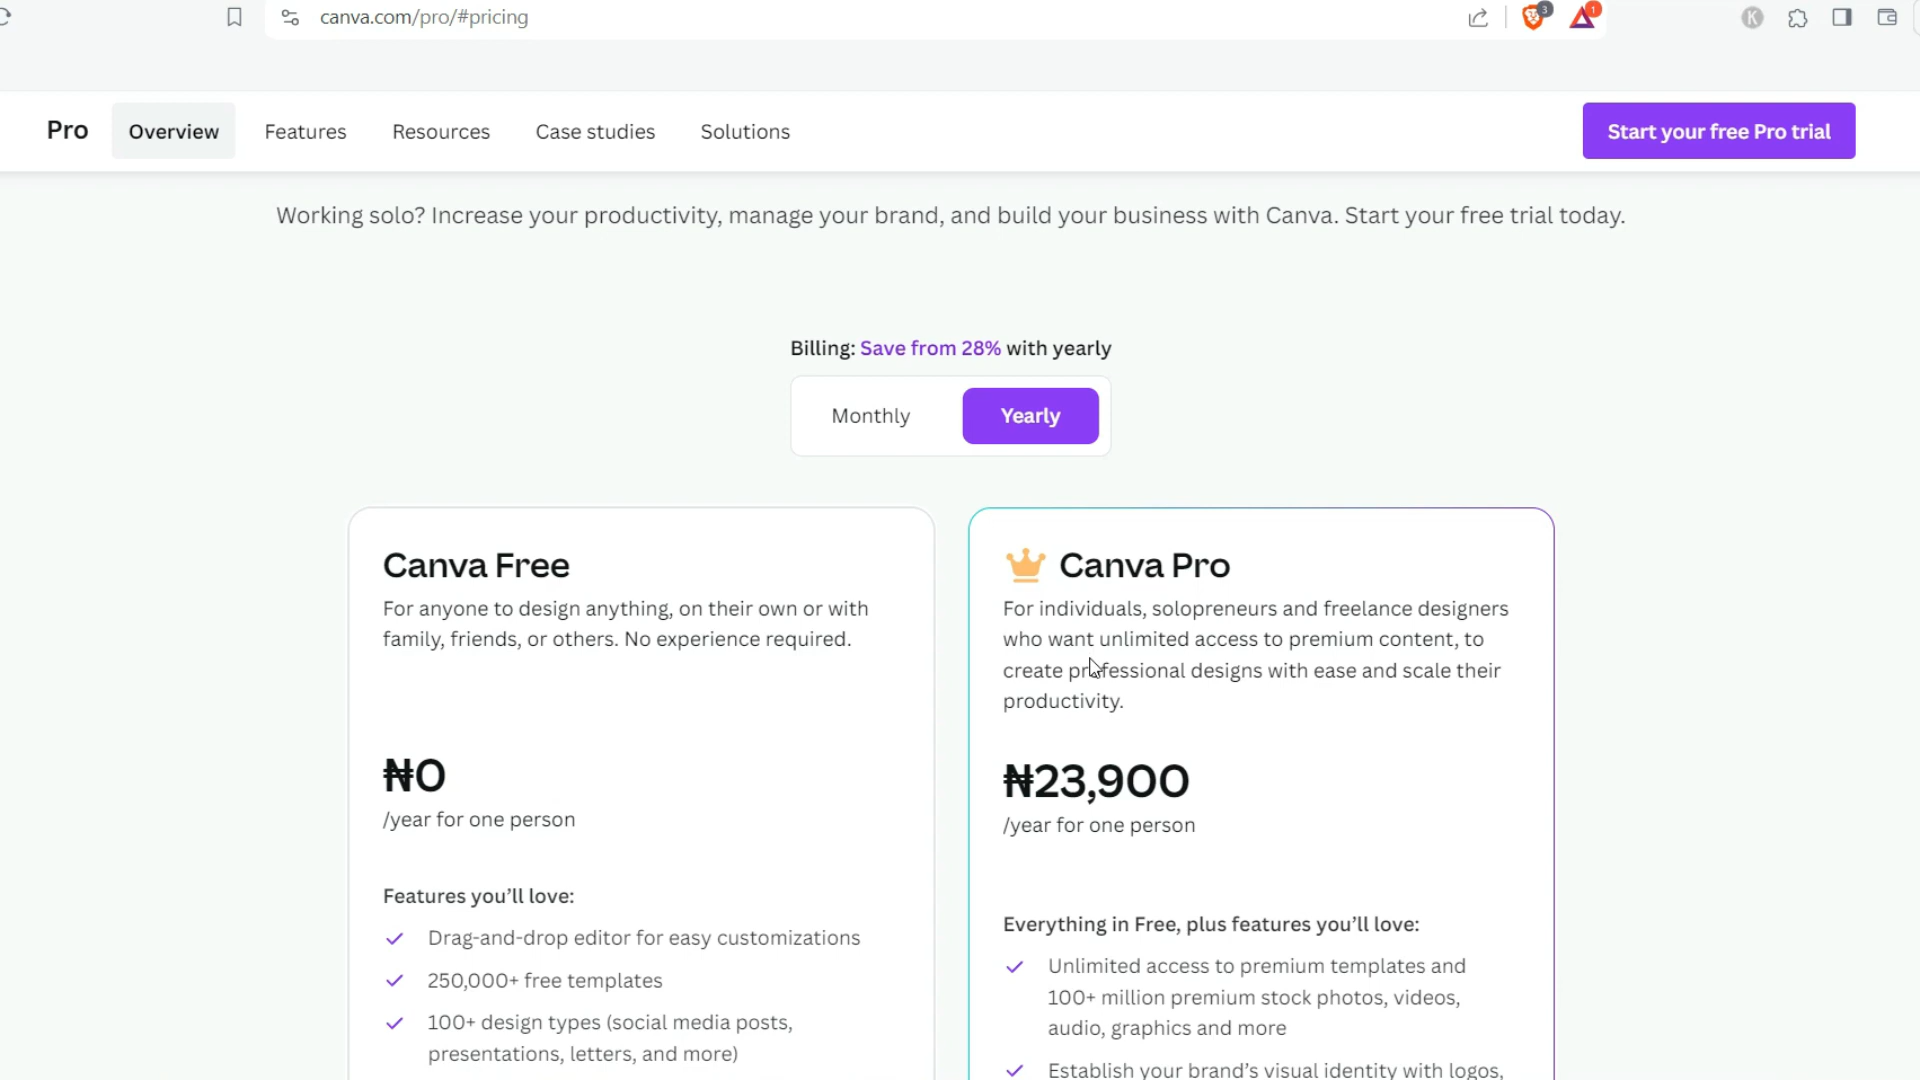 canva.com/pro/#pricing
3
1
K
Pro
Overview
Features
Resources
Case studies
Solutions
Start your free Pro trial
Working solo? Increase your productivity, manage your brand, and build your business with Canva. Start your free trial today.
Billing: Save from 28% with yearly
Monthly
Yearly
Canva Free
For anyone to design anything, on their own or with
family, friends, or others. No experience required.
₦0
/year for one person
Features you’ll love:
Drag-and-drop editor for easy customizations
250,000+ free templates
100+ design types (social media posts,
presentations, letters, and more)
Canva Pro
For individuals, solopreneurs and freelance designers
who want unlimited access to premium content, to
create professional designs with ease and scale their
productivity.
₦23,900
/year for one person
Everything in Free, plus features you’ll love:
Unlimited access to premium templates and
100+ million premium stock photos, videos,
audio, graphics and more
Establish your brand’s visual identity with logos,